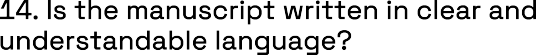 14. Is the manuscript written in clear and
understandable language?